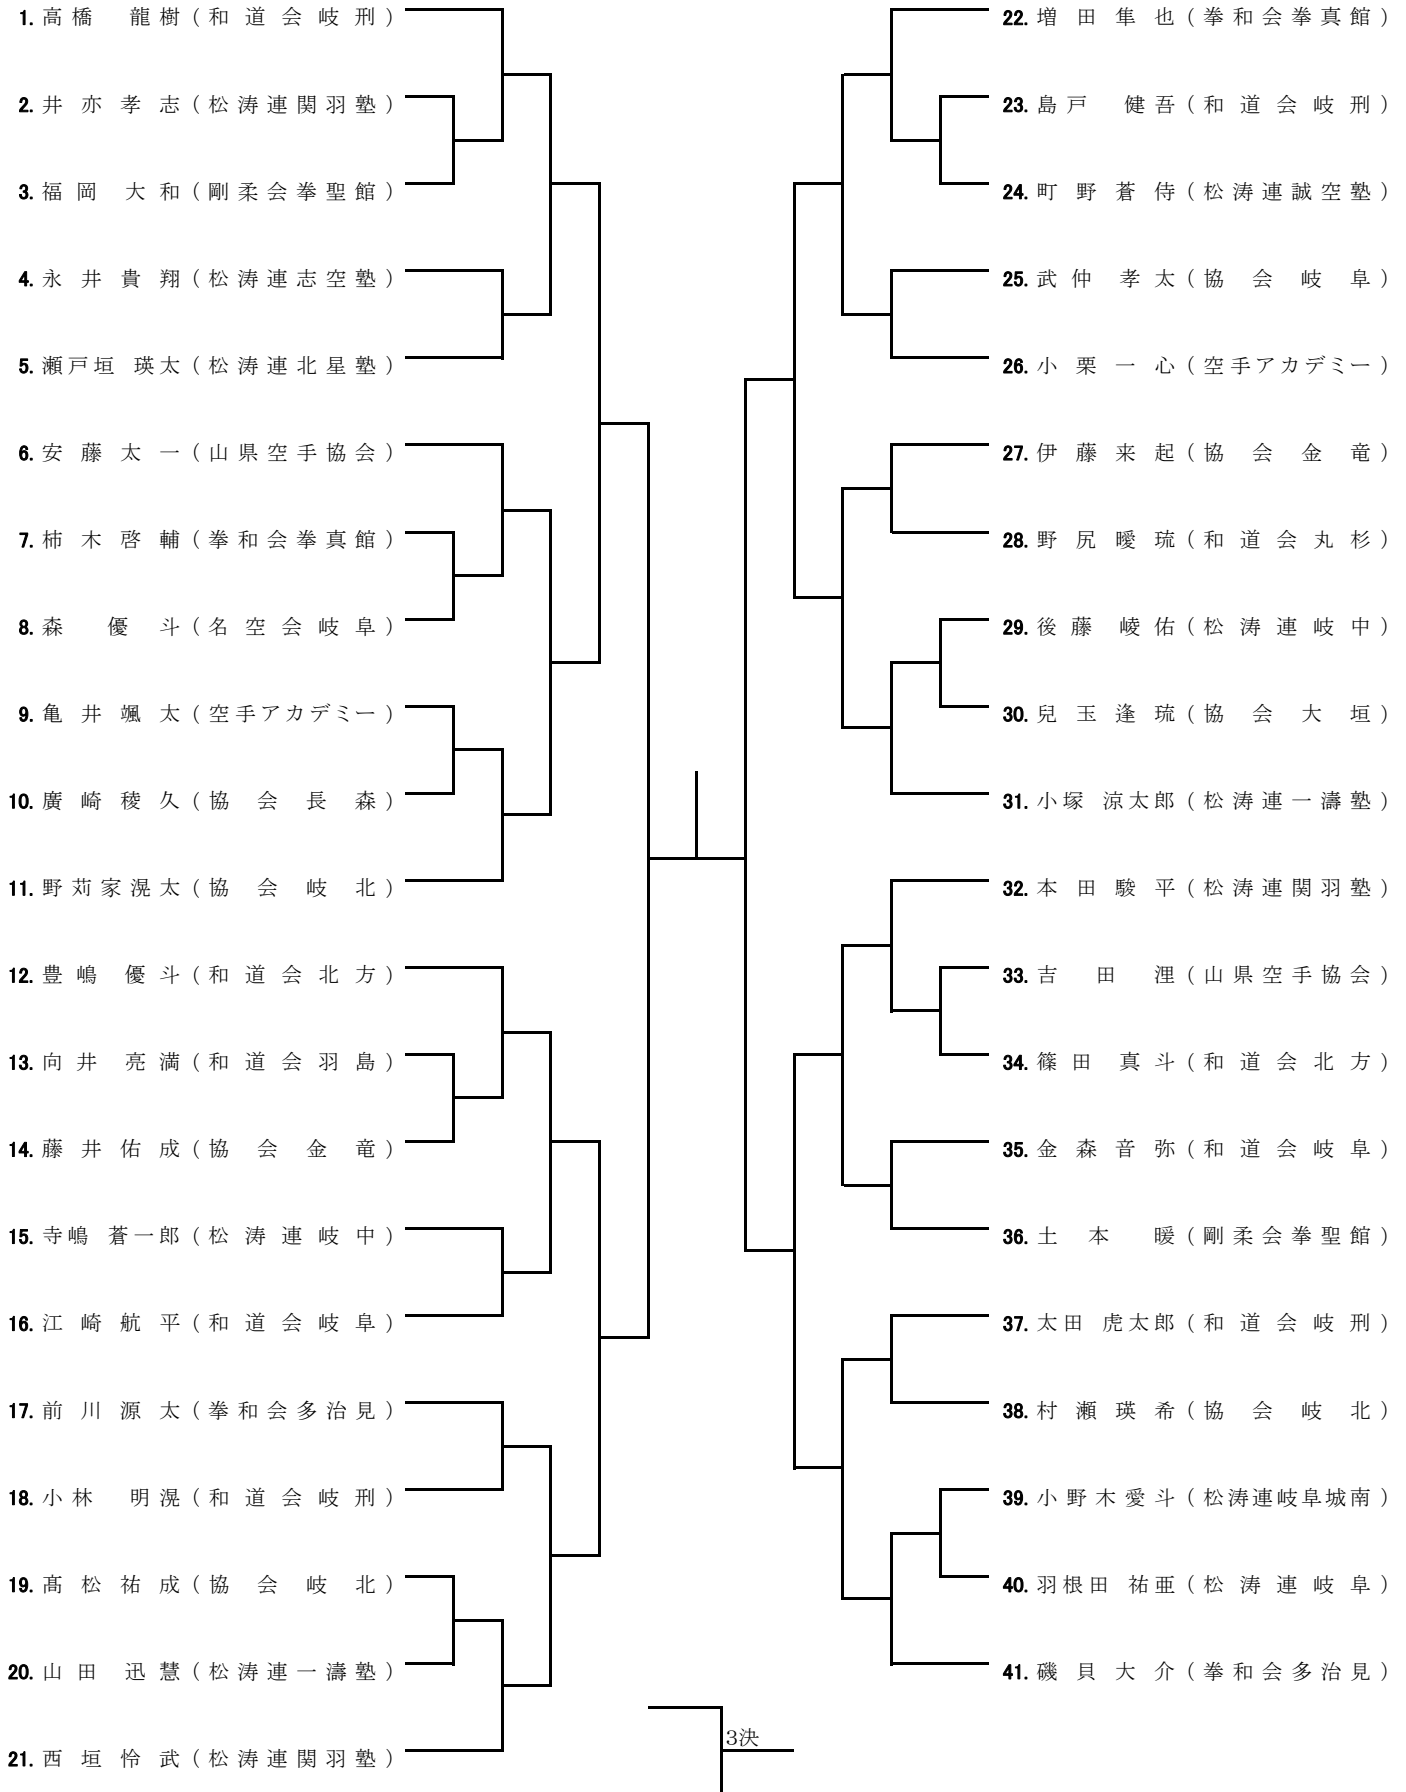 1. 高橋 龍樹 (和道会岐刑)
2. 井亦孝志 (松涛連関羽塾)
3. 福岡 大和 (剛柔会拳聖館)
4. 永井貴翔 (松涛連志空塾)
5. 瀬戸垣 瑛太 (松涛連北星塾)
6. 安藤太一 (山県空手協会)
7. 柿木啓輔 (拳和会拳真館)
8. 森 優斗 (名空会岐阜)
9. 亀井颯太 (空手アカデミー)
10. 廣崎稜久 (協会長森)
11. 野苅家滉太 (協会岐北)
12. 豊嶋 優斗 (和道会北方)
13. 向井 亮満 (和道会羽島)
14. 藤井佑成 (協会金竜)
15. 寺嶋 蒼一郎 (松涛連岐中)
16. 江崎航平 (和道会岐阜)
17. 前川源太 (拳和会多治見)
18. 小林 明滉 (和道会岐刑)
19. 髙松祐成 (協会岐北)
20. 山田 迅慧 (松涛連一濤塾)
21. 西垣怜武 (松涛連関羽塾)
22. 増田隼也 (拳和会拳真館)
23. 島戸 健吾 (和道会岐刑)
24. 町野蒼侍 (松涛連誠空塾)
25. 武仲 孝太 (協会岐阜)
26. 小栗一心 (空手アカデミー)
27. 伊藤来起 (協会金竜)
28. 野尻曖琉 (和道会丸杉)
29. 後藤 崚佑 (松涛連岐中)
30. 兒玉逢琉 (協会大垣)
31. 小塚 涼太郎 (松涛連一濤塾)
32. 本田駿平 (松涛連関羽塾)
33. 吉田 浬 (山県空手協会)
34. 篠田 真斗 (和道会北方)
35. 金森音弥 (和道会岐阜)
36. 土本 暖 (剛柔会拳聖館)
37. 太田 虎太郎 (和道会岐刑)
38. 村瀬瑛希 (協会岐北)
39. 小野木愛斗 (松涛連岐阜城南)
40. 羽根田 祐亜 (松涛連岐阜)
41. 磯貝大介 (拳和会多治見)
3決